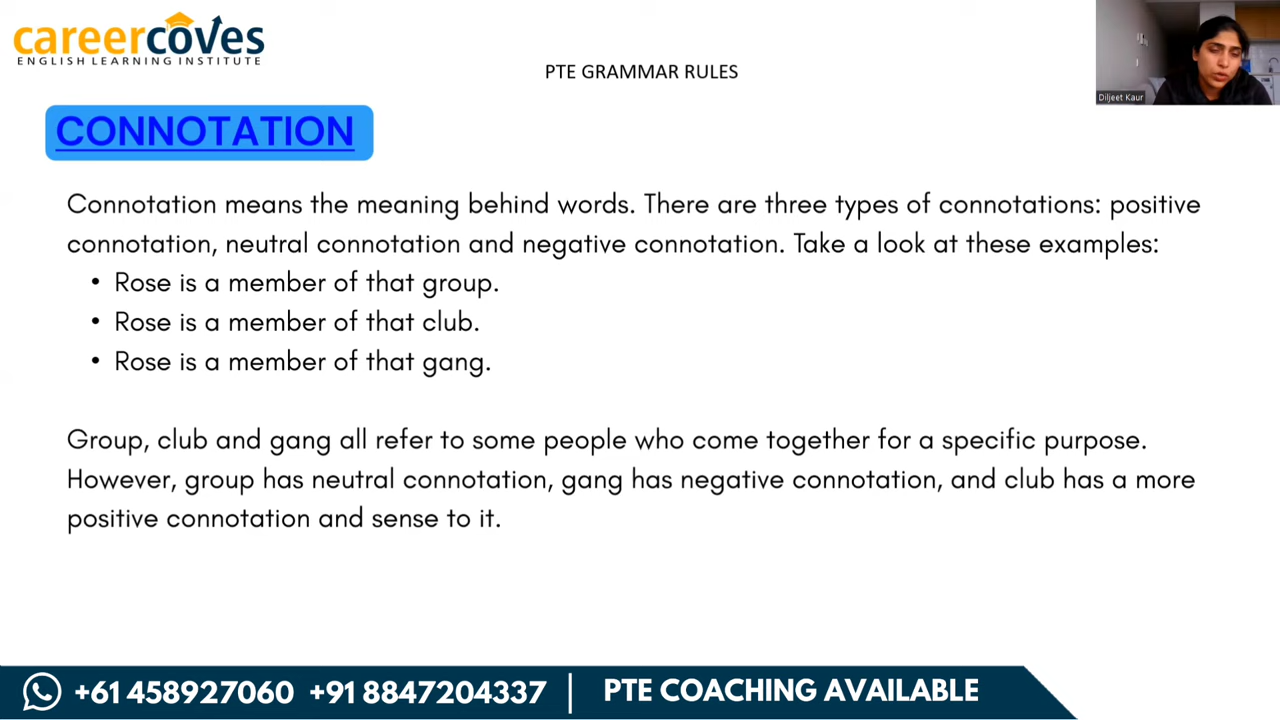 careercoves
ENGLISH LEARNING INSTITUTE
PTE GRAMMAR RULES
Diljeet Kaur
CONNOTATION
Connotation means the meaning behind words. There are three types of connotations: positive
connotation, neutral connotation and negative connotation. Take a look at these examples:
• Rose is a member of that group.
• Rose is a member of that club.
• Rose is a member of that gang.
Group, club and gang all refer to some people who come together for a specific purpose.
However, group has neutral connotation, gang has negative connotation, and club has a more
positive connotation and sense to it.
+61 458927060 +91 8847204337 | PTE COACHING AVAILABLE